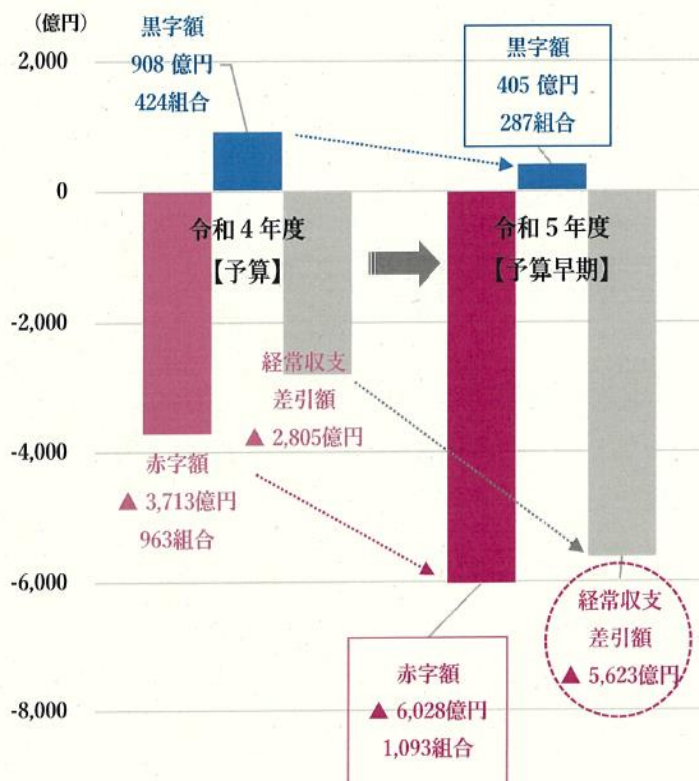 （億円）
2,000
0
-2,000
-4,000
-6,000
-8,000
黒字額
908 億円
424組合
黒字額
405 億円
287組合
令和４年度
【予算】
令和５年度
【予算早期】
経常収支
差引額
▲ 2,805億円
赤字額
▲ 3,713億円
963組合
経常収支
差引額
▲ 5,623億円
赤字額
▲ 6,028億円
1,093組合